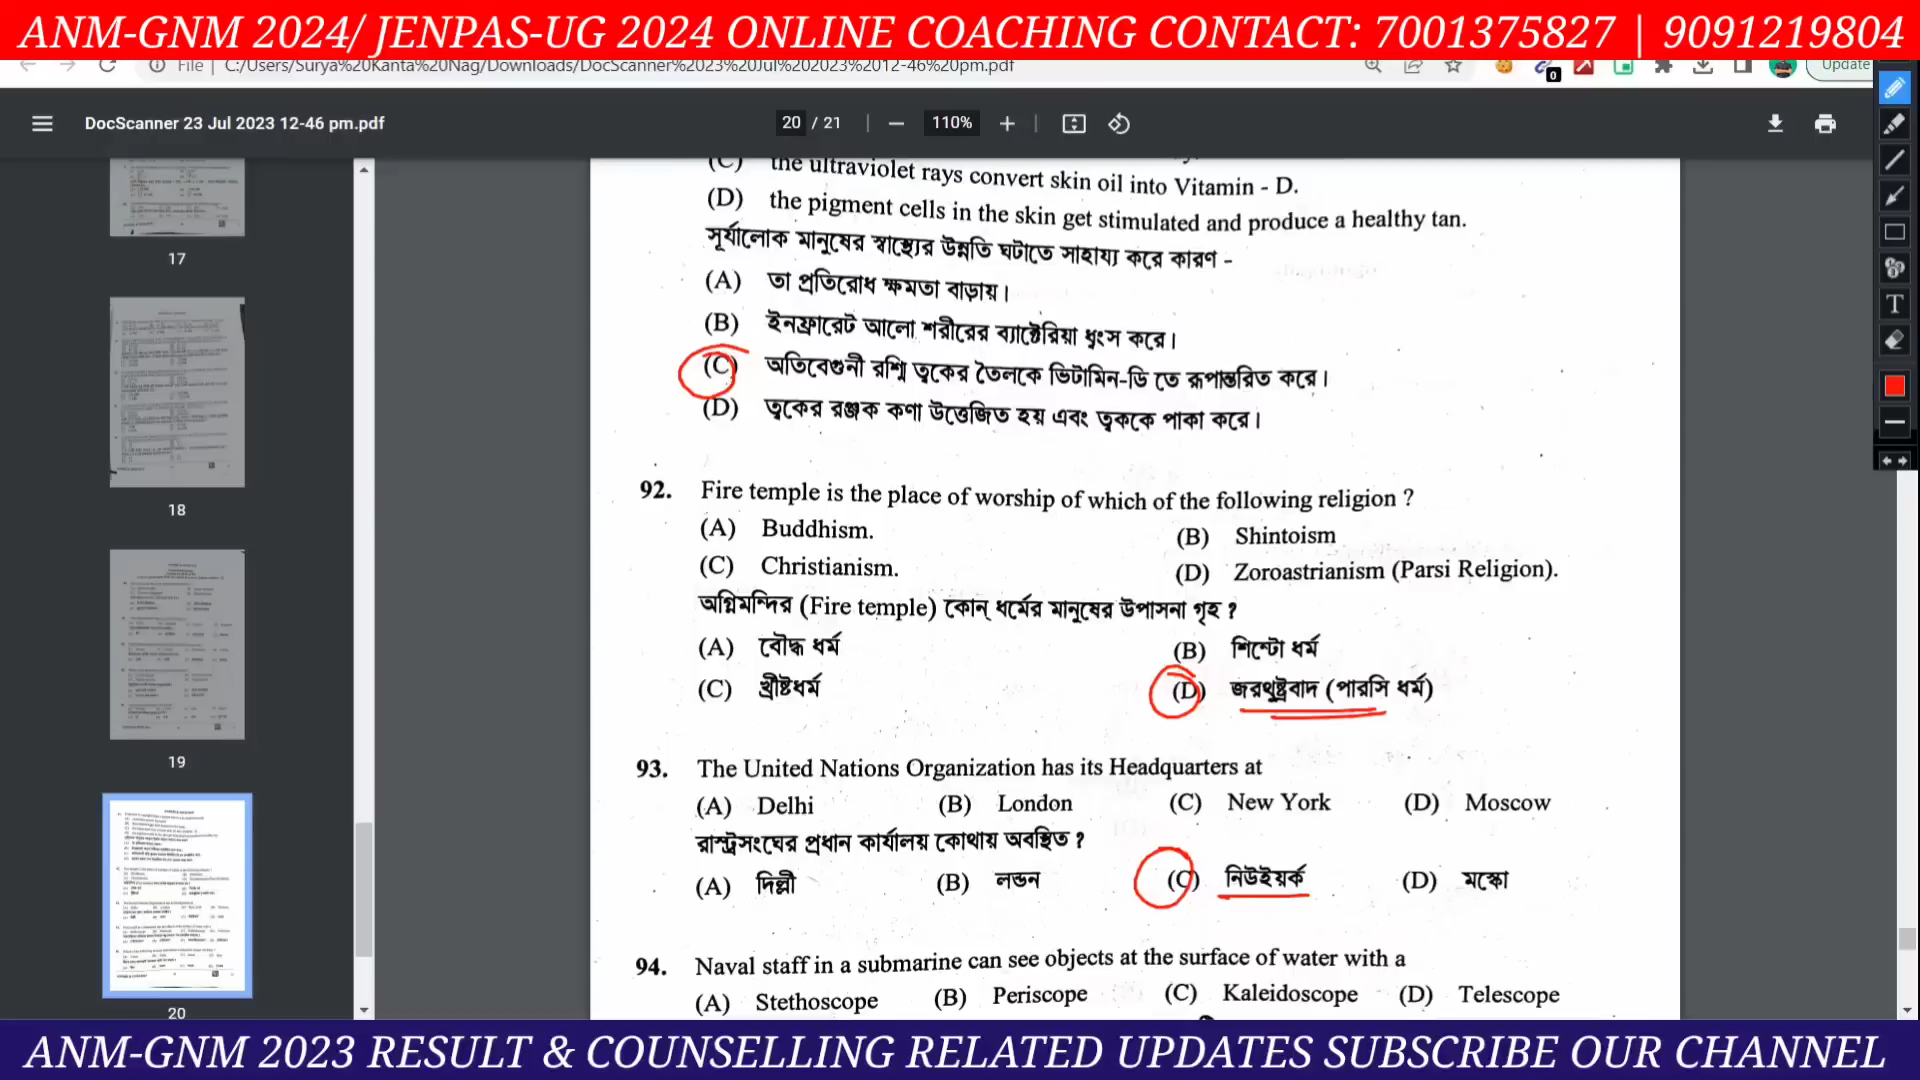 ANM-GNM 2024/ JENPAS-UG 2024 ONLINE COACHING CONTACT: 7001375827 | 9091219804
File | C:/Users/Surya%20Kanta%20Nag/Downloads/DocScanner%2023%20Jul%202023%2012-46%20pm.pdf
0
Update
DocScanner 23 Jul 2023 12-46 pm.pdf
20 / 21
110%
17
18
19
20
(C) the ultraviolet rays convert skin oil into Vitamin - D.
(D) the pigment cells in the skin get stimulated and produce a healthy tan.
সূর্যালোক মানুষের স্বাস্থ্যের উন্নতি ঘটাতে সাহায্য করে কারণ -
(A) তা প্রতিরোধ ক্ষমতা বাড়ায়।
(B) ইনফ্রারেট আলো শরীরের ব্যাক্টেরিয়া ধ্বংস করে।
(C) অতিবেগুনী রশ্মি ত্বকের তৈলকে ভিটামিন-ডি তে রূপান্তরিত করে।
(D) ত্বকের রঞ্জক কণা উত্তেজিত হয় এবং ত্বককে পাকা করে।
92. Fire temple is the place of worship of which of the following religion ?
(A) Buddhism. (B) Shintoism
(C) Christianism. (D) Zoroastrianism (Parsi Religion).
অগ্নিমন্দির (Fire temple) কোন্ ধর্মের মানুষের উপাসনা গৃহ ?
(A) বৌদ্ধ ধর্ম (B) শিন্টো ধর্ম
(C) খ্রীষ্টধর্ম (D) জরথুষ্ট্রবাদ (পারসি ধর্ম)
93. The United Nations Organization has its Headquarters at
(A) Delhi (B) London (C) New York (D) Moscow
রাস্ট্রসংঘের প্রধান কার্যালয় কোথায় অবস্থিত ?
(A) দিল্লী (B) লন্ডন (C) নিউইয়র্ক (D) মস্কো
94. Naval staff in a submarine can see objects at the surface of water with a
(A) Stethoscope (B) Periscope (C) Kaleidoscope (D) Telescope
ANM-GNM 2023 RESULT & COUNSELLING RELATED UPDATES SUBSCRIBE OUR CHANNEL